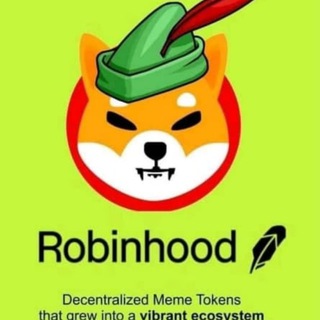 Robinhood
Decentralized Meme Tokens
that grew into a vibrant ecosystem